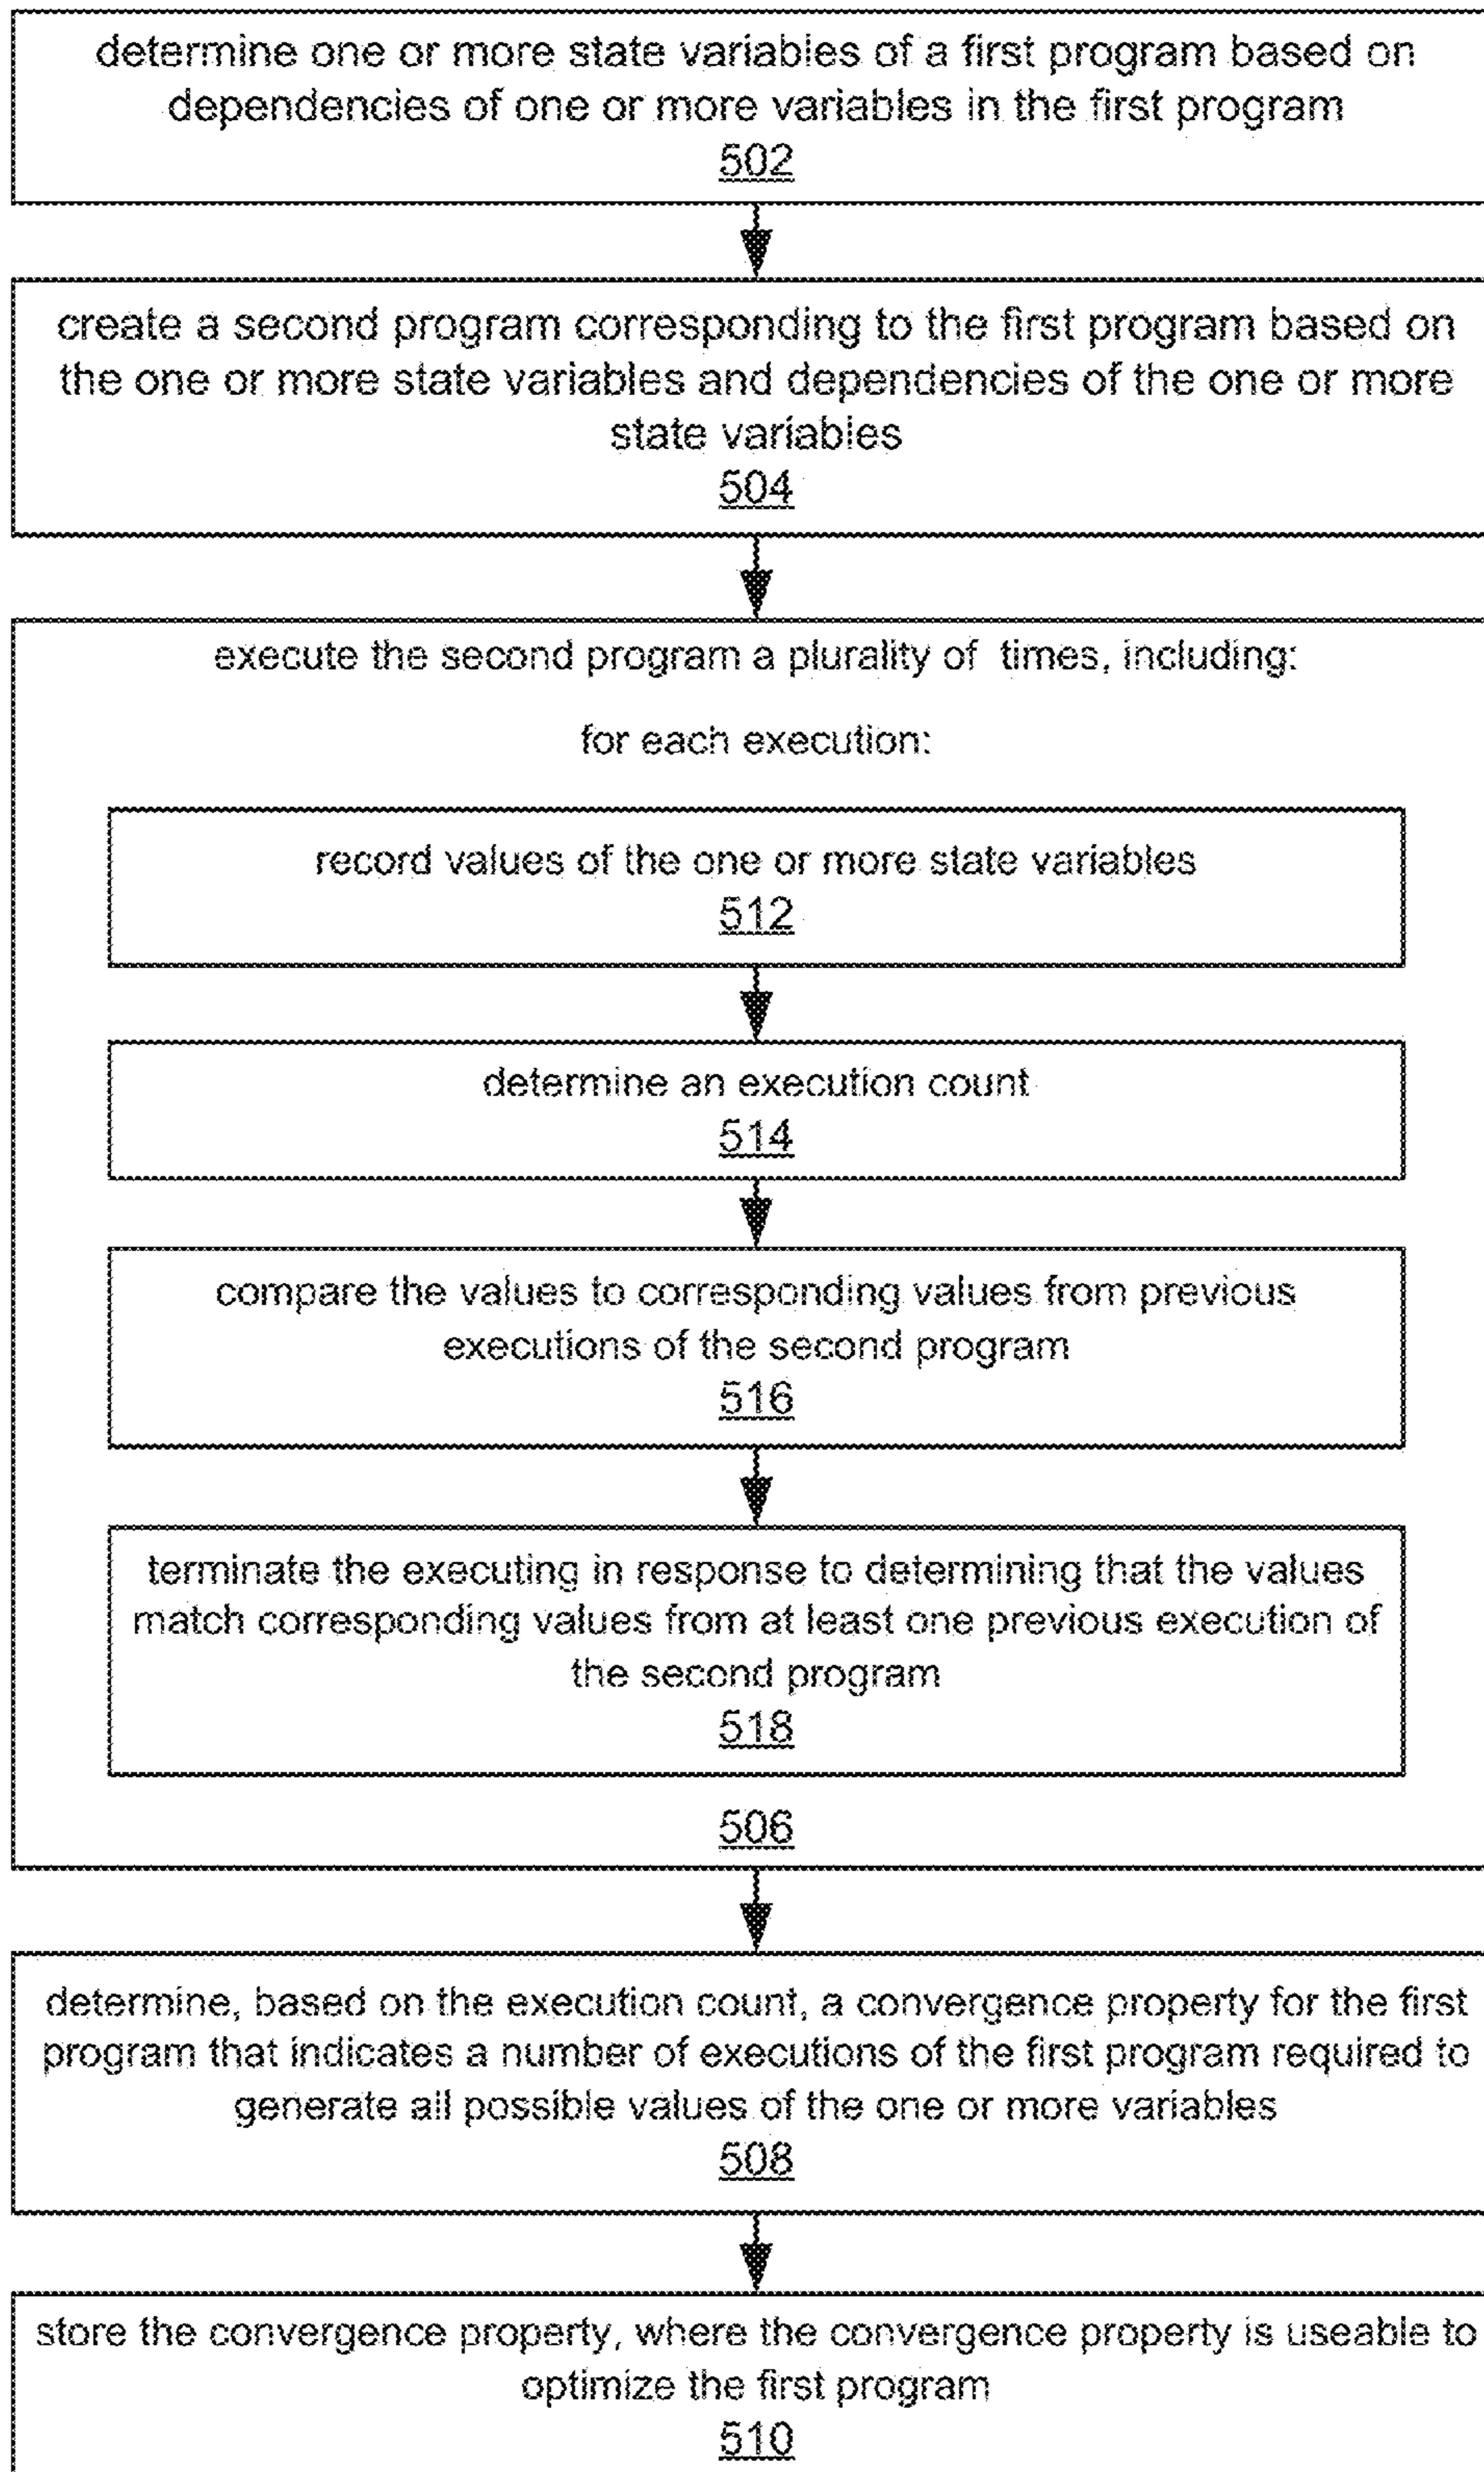 determine one or more state variables of a first program based on
dependencies of one or more variables in the first program
502
create a second program corresponding to the first program based on
the one or more state variables and dependencies of the one or more
state variables
504
execute the second program a plurality of times, including:
for each execution:
record values of the one or more state variables
512
determine an execution count
514
compare the values to corresponding values from previous
executions of the second program
516
terminate the executing in response to determining that the values
match corresponding values from at least one previous execution of
the second program
518
506
determine, based on the execution count, a convergence property for the first
program that indicates a number of executions of the first program required to
generate all possible values of the one or more variables
508
store the convergence property, where the convergence property is useable to
optimize the first program
510